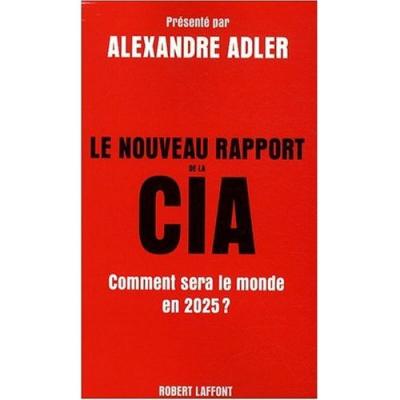 Présenté par
ALEXANDRE ADLER
LE NOUVEAU RAPPORT
DE LA
CIA
Comment sera le monde
en 2025 ?
ROBERT LAFFONT